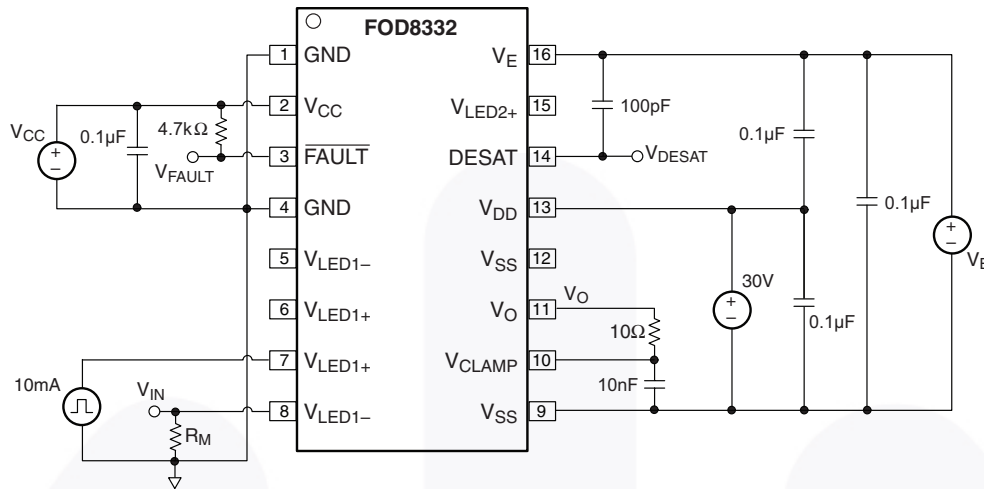 FOD8332
1 GND
2 VCC
3 FAULT
4 GND
5 VLED1–
6 VLED1+
7 VLED1+
8 VLED1–
VE 16
VLED2+ 15
DESAT 14
VDD 13
VSS 12
VO 11
VCLAMP 10
VSS 9
VCC
+
–
0.1µF
4.7kΩ
VFAULT
10mA
VIN
RM
100pF
VDESAT
0.1µF
0.1µF
+
–
30V
+
–
0.1µF
VO
10Ω
10nF